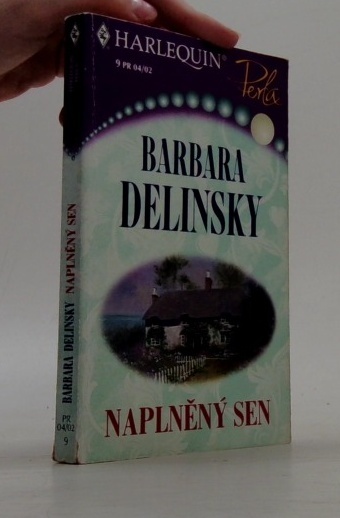 HARLEQUIN®
9 PR 04/02
Perla
BARBARA
DELINSKY
NAPLNĚNÝ SEN
BARBARA DELINSKY NAPLNĚNÝ SEN
PR
04/02
9